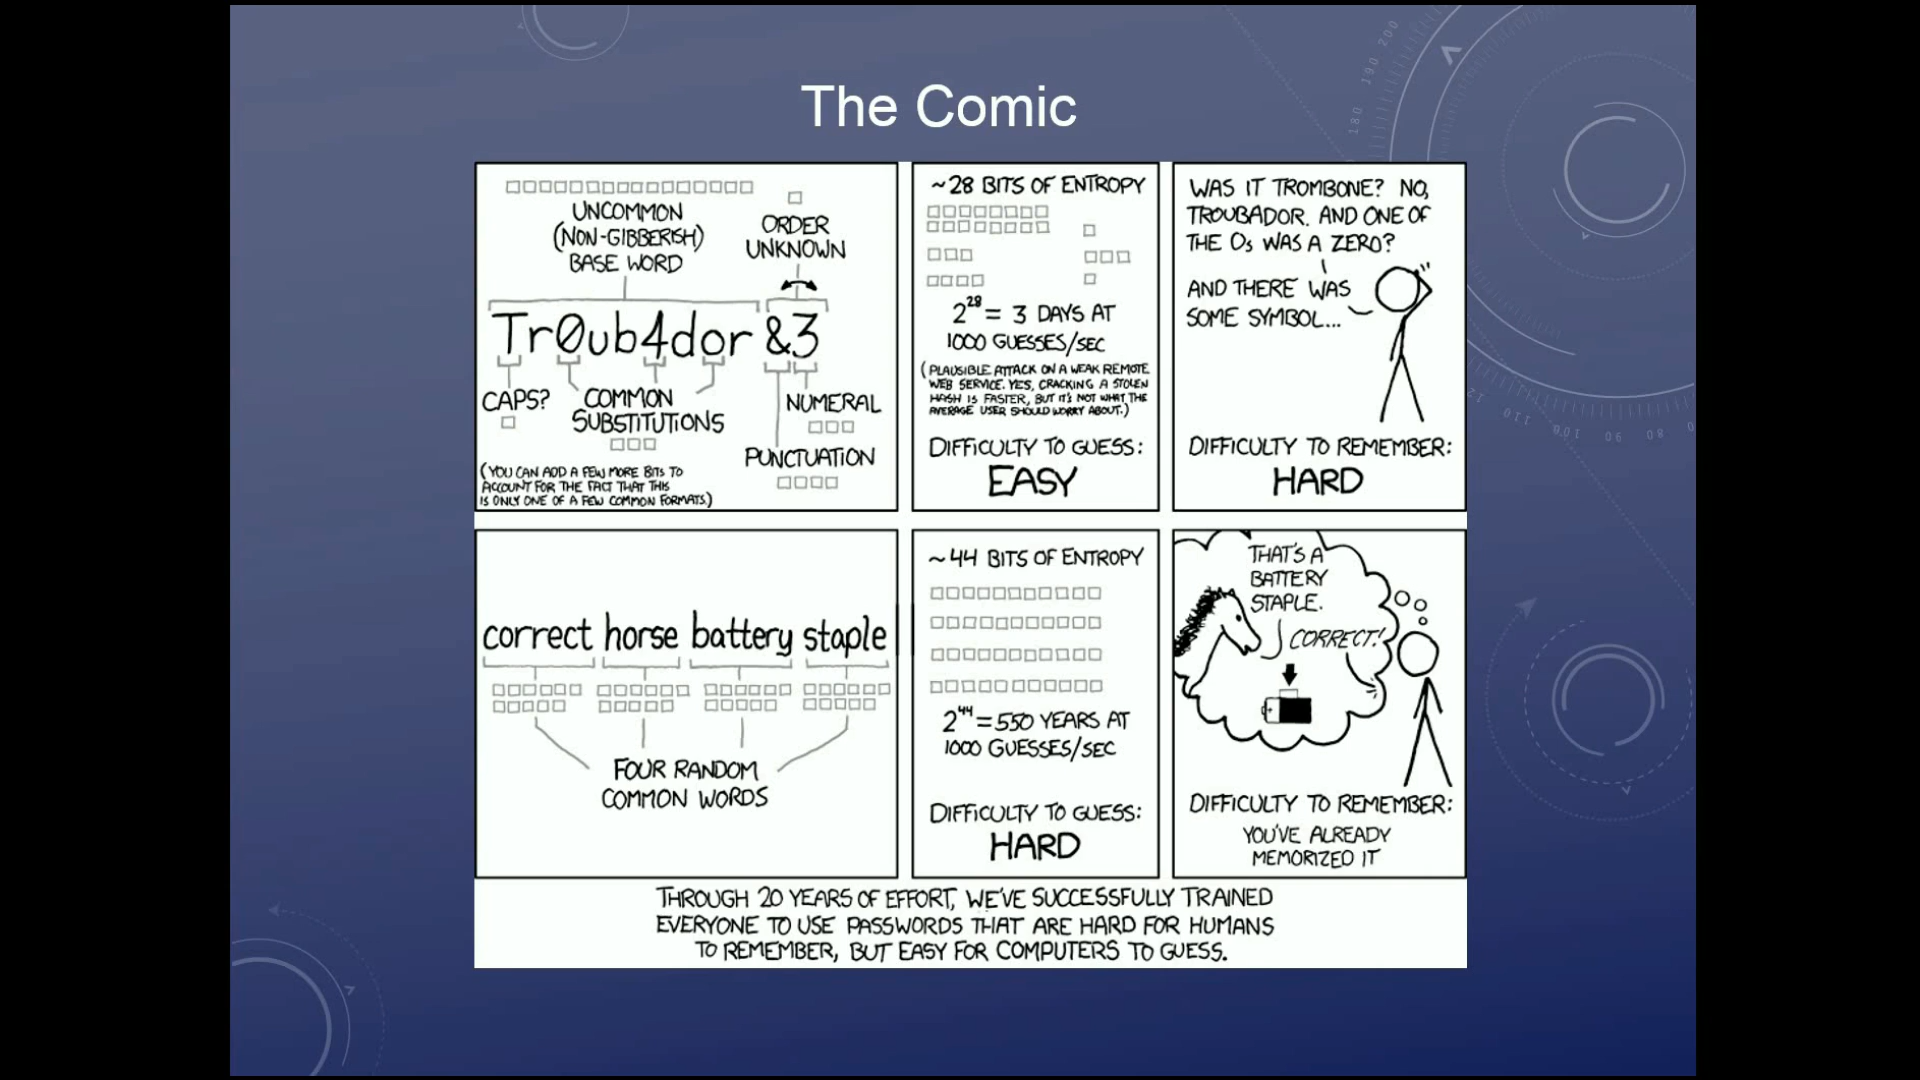 The Comic
UNCOMMON
(NON-GIBBERISH)
BASE WORD
ORDER
UNKNOWN
Tr0ub4dor &3
CAPS?
COMMON
SUBSTITUTIONS
NUMERAL
PUNCTUATION
(YOU CAN ADD A FEW MORE BITS TO
ACCOUNT FOR THE FACT THAT THIS
IS ONLY ONE OF A FEW COMMON FORMATS.)
~28 BITS OF ENTROPY
2^28 = 3 DAYS AT
1000 GUESSES/SEC
(PLAUSIBLE ATTACK ON A WEAK REMOTE
WEB SERVICE. YES, CRACKING A STOLEN
HASH IS FASTER, BUT IT'S NOT WHAT THE
AVERAGE USER SHOULD WORRY ABOUT.)
DIFFICULTY TO GUESS:
EASY
WAS IT TROMBONE? NO,
TROUBADOR. AND ONE OF
THE Os WAS A ZERO?
AND THERE WAS
SOME SYMBOL...
DIFFICULTY TO REMEMBER:
HARD
correct horse battery staple
FOUR RANDOM
COMMON WORDS
~44 BITS OF ENTROPY
2^44 = 550 YEARS AT
1000 GUESSES/SEC
DIFFICULTY TO GUESS:
HARD
THAT'S A
BATTERY
STAPLE.
CORRECT!
DIFFICULTY TO REMEMBER:
YOU'VE ALREADY
MEMORIZED IT
THROUGH 20 YEARS OF EFFORT, WE'VE SUCCESSFULLY TRAINED
EVERYONE TO USE PASSWORDS THAT ARE HARD FOR HUMANS
TO REMEMBER, BUT EASY FOR COMPUTERS TO GUESS.
200
190
180
110
101
90
80